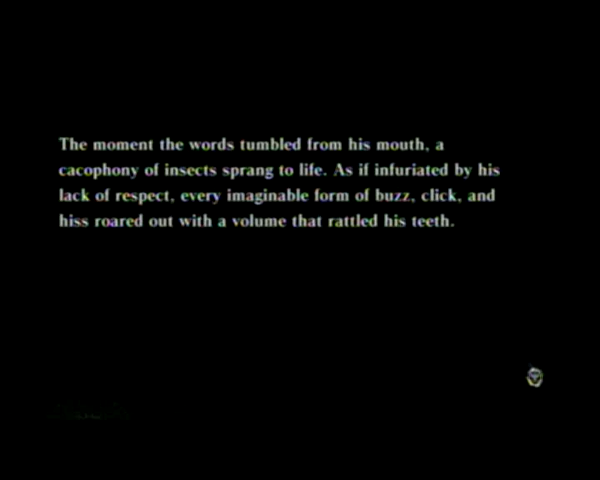 The moment the words tumbled from his mouth, a
cacophony of insects sprang to life. As if infuriated by his
lack of respect, every imaginable form of buzz, click, and
hiss roared out with a volume that rattled his teeth.